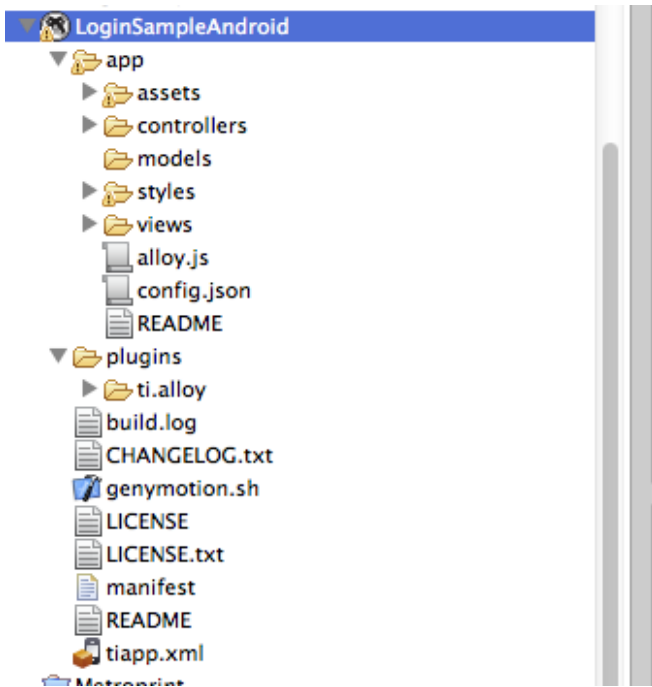 LoginSampleAndroid
app
assets
controllers
models
styles
views
alloy.js
config.json
README
plugins
ti.alloy
build.log
CHANGELOG.txt
genymotion.sh
LICENSE
LICENSE.txt
manifest
README
tiapp.xml
Metroprint